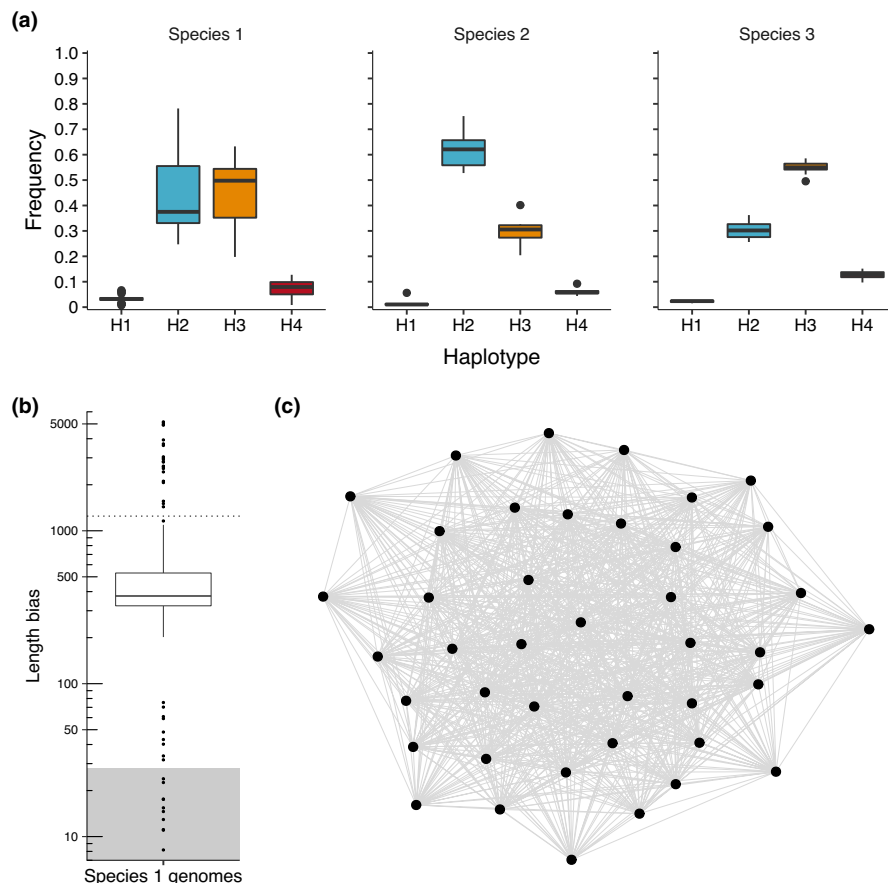 (a)
Species 1 Species 2 Species 3
Frequency
1.0
0.9
0.8
0.7
0.6
0.5
0.4
0.3
0.2
0.1
0
H1 H2 H3 H4 H1 H2 H3 H4 H1 H2 H3 H4
Haplotype
(b)
Length bias
5000
1000
500
100
50
10
Species 1 genomes
(c)